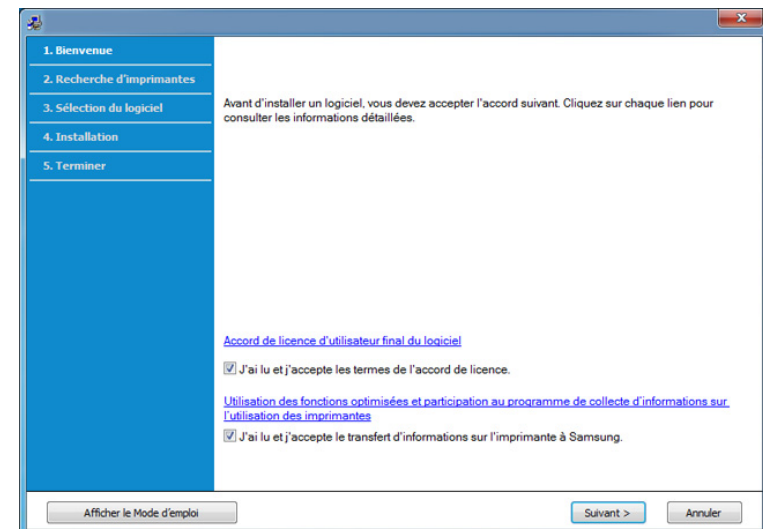 1. Bienvenue
2. Recherche d'imprimantes
3. Sélection du logiciel
4. Installation
5. Terminer
Avant d'installer un logiciel, vous devez accepter l'accord suivant. Cliquez sur chaque lien pour
consulter les informations détaillées.
Accord de licence d'utilisateur final du logiciel
J'ai lu et j'accepte les termes de l'accord de licence.
Utilisation des fonctions optimisées et participation au programme de collecte d'informations sur
l'utilisation des imprimantes
J'ai lu et j'accepte le transfert d'informations sur l'imprimante à Samsung.
Afficher le Mode d'emploi
Suivant >
Annuler